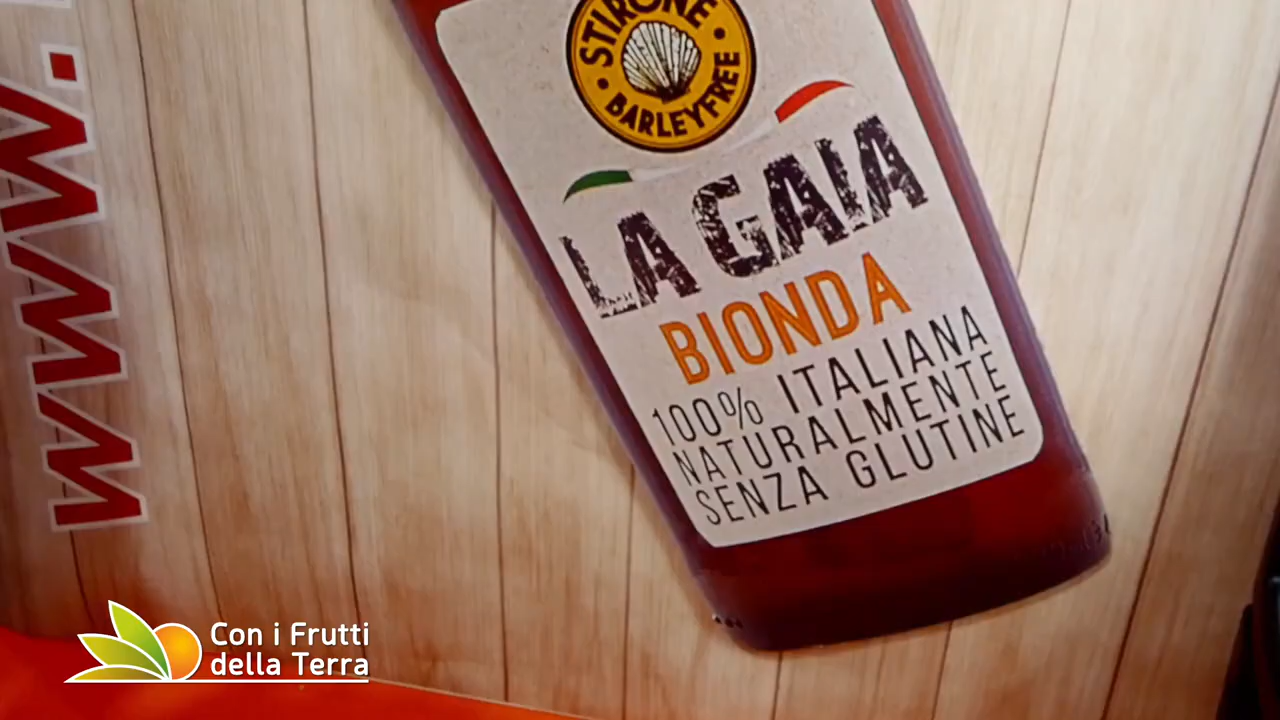 www.
STIRONE
BARLEYFREE
LA GAIA
BIONDA
100% ITALIANA
NATURALMENTE
SENZA GLUTINE
Con i Frutti
della Terra